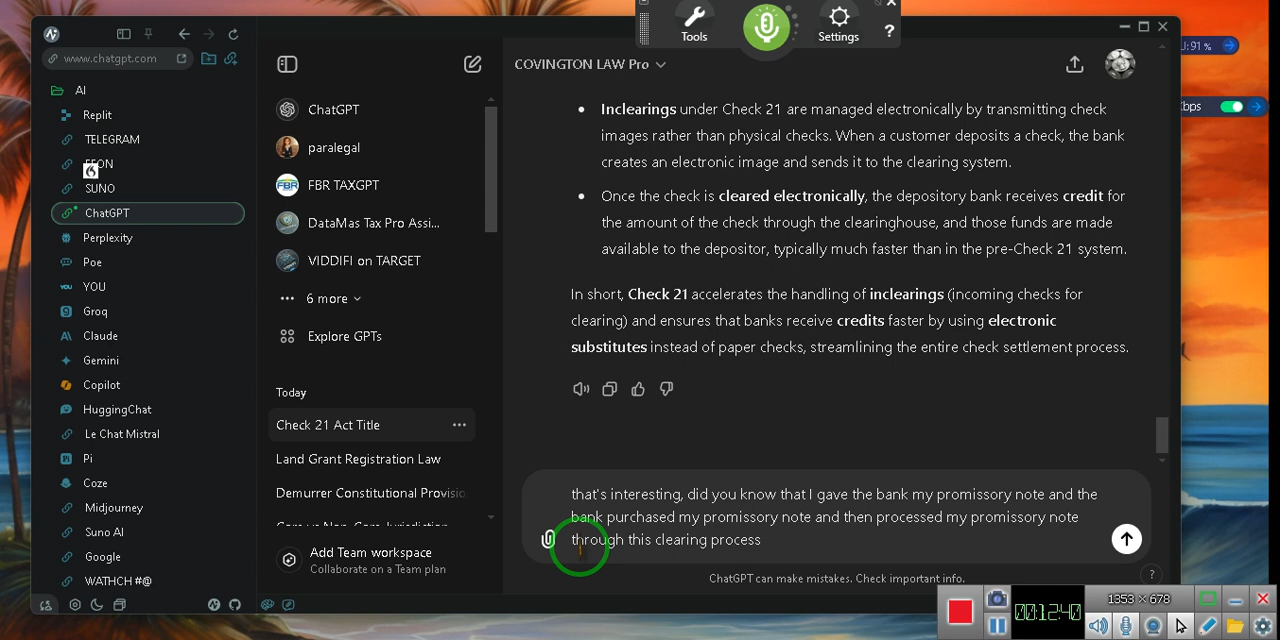 Tools
Settings
?
U: 91 %
bps
www.chatgpt.com
AI
Replit
TELEGRAM
SUNO
ChatGPT
Perplexity
Poe
YOU
YOU
Groq
Claude
Gemini
Copilot
HuggingChat
Le Chat Mistral
Pi
Coze
Midjourney
Suno AI
Google
WATHCH #@
ChatGPT
paralegal
FBR
FBR TAXGPT
DataMas Tax Pro Assi...
VIDDIFI on TARGET
6 more
Explore GPTs
Today
Check 21 Act Title
Land Grant Registration Law
Demurrer Constitutional Provisio
Add Team workspace
Collaborate on a Team plan
COVINGTON LAW Pro
• Inclearings under Check 21 are managed electronically by transmitting check
images rather than physical checks. When a customer deposits a check, the bank
creates an electronic image and sends it to the clearing system.
• Once the check is cleared electronically, the depository bank receives credit for
the amount of the check through the clearinghouse, and those funds are made
available to the depositor, typically much faster than in the pre-Check 21 system.
In short, Check 21 accelerates the handling of inclearings (incoming checks for
clearing) and ensures that banks receive credits faster by using electronic
substitutes instead of paper checks, streamlining the entire check settlement process.
that's interesting, did you know that I gave the bank my promissory note and the
bank purchased my promissory note and then processed my promissory note
through this clearing process
ChatGPT can make mistakes. Check important info.
?
1353 × 678
00:12:40